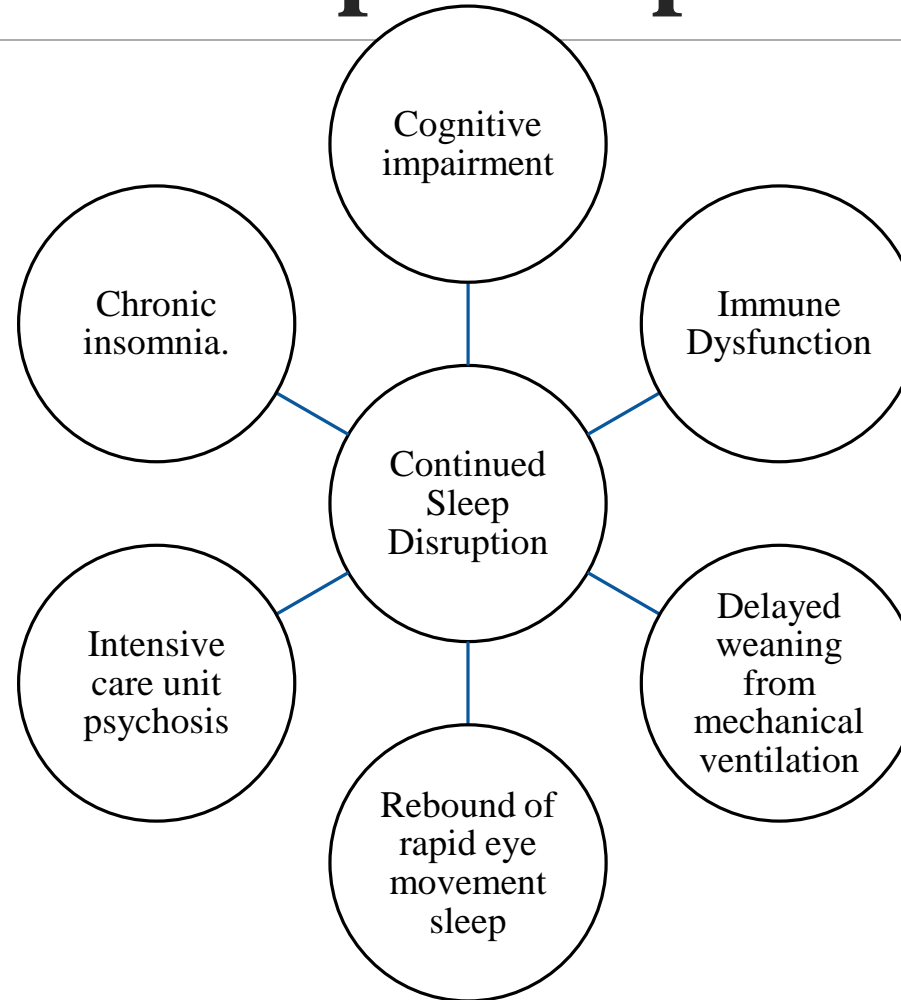 Cognitive
impairment
Immune
Dysfunction
Delayed
weaning
from
mechanical
ventilation
Rebound of
rapid eye
movement
sleep
Intensive
care unit
psychosis
Chronic
insomnia.
Continued
Sleep
Disruption